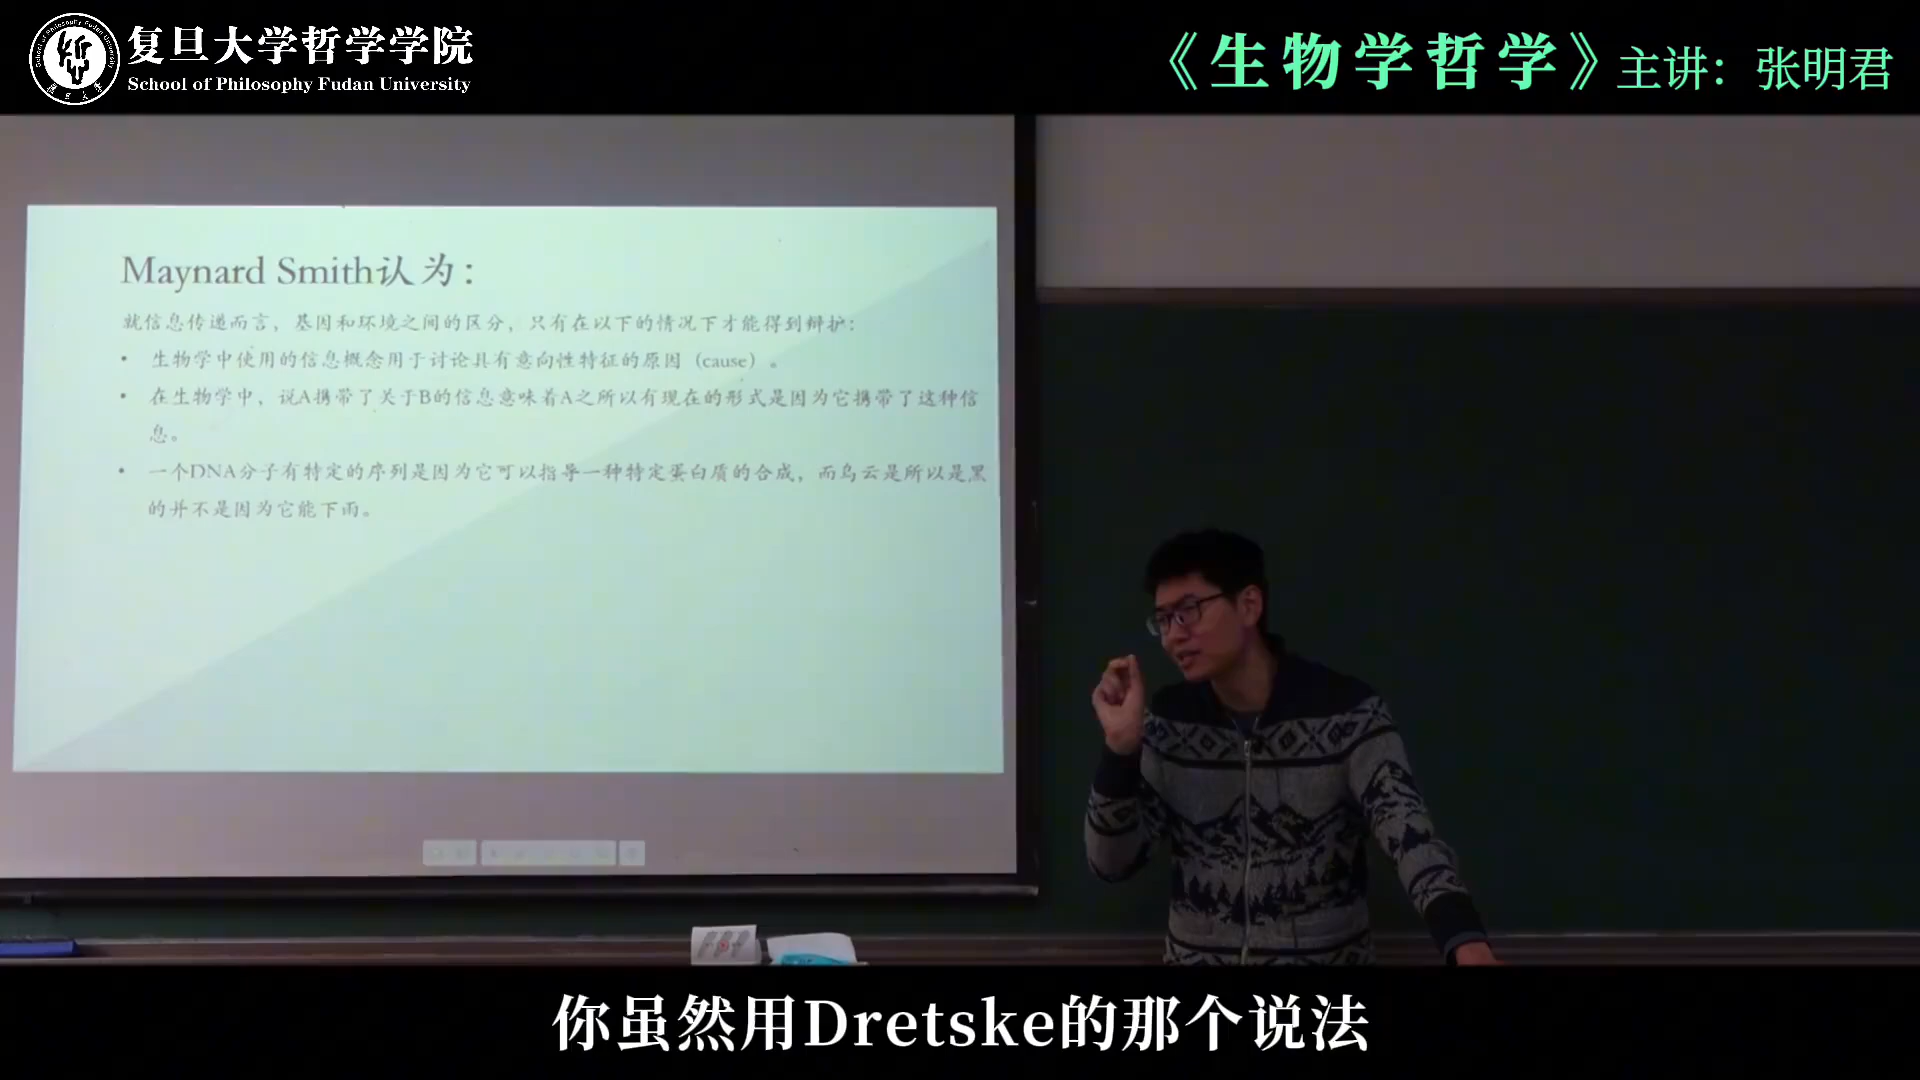 复旦大学哲学学院
School of Philosophy Fudan University
《生物学哲学》主讲：张明君
Maynard Smith认为：
就信息传递而言，基因和环境之间的区分，只有在以下的情况下才能得到辩护：
• 生物学中使用的信息概念用于讨论具有意向性特征的原因（cause）。
• 在生物学中，说A携带了关于B的信息意味着A之所以有现在的形式是因为它携带了这种信
息。
• 一个DNA分子有特定的序列是因为它可以指导一种特定蛋白质的合成，而乌云是所以是黑
的并不是因为它能下雨。
你虽然用Dretske的那个说法